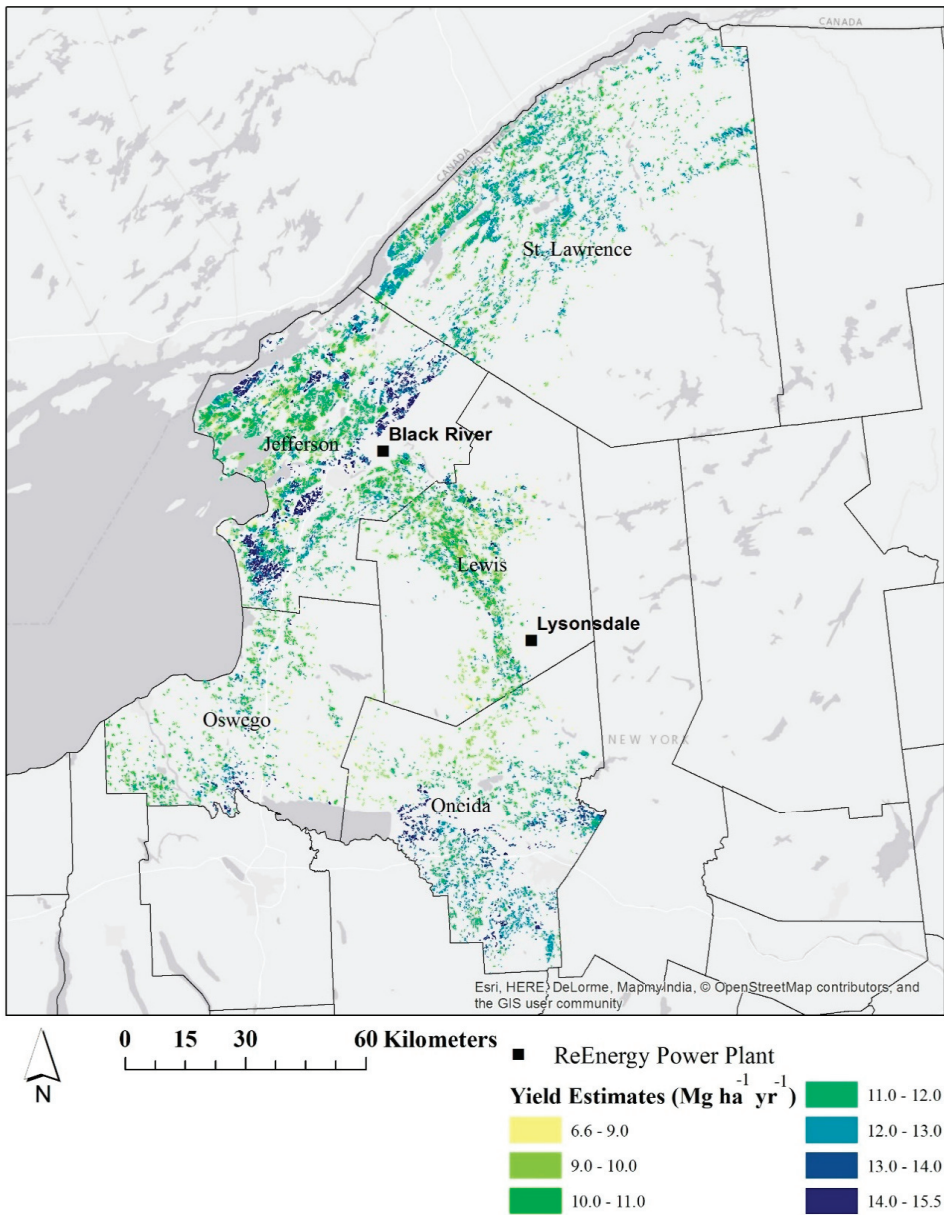 CANADA
CANADA
St. Lawrence
Black River
Jefferson
Lewis
Lysonsdale
Oswego
NEW YORK
Oneida
Esri, HERE, DeLorme, MapmyIndia, © OpenStreetMap contributors, and
the GIS user community
N
0 15 30 60 Kilometers
ReEnergy Power Plant
Yield Estimates (Mg ha-1 yr-1)
6.6 - 9.0
9.0 - 10.0
10.0 - 11.0
11.0 - 12.0
12.0 - 13.0
13.0 - 14.0
14.0 - 15.5